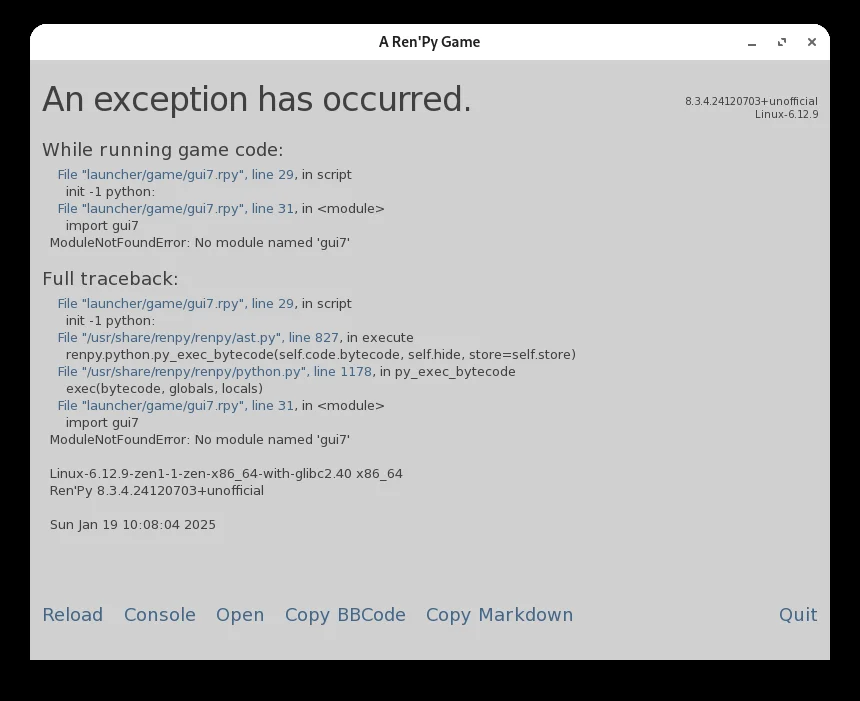 A Ren'Py Game
An exception has occurred.
8.3.4.24120703+unofficial
Linux-6.12.9
While running game code:
File "launcher/game/gui7.rpy", line 29, in script
init -1 python:
File "launcher/game/gui7.rpy", line 31, in <module>
import gui7
ModuleNotFoundError: No module named 'gui7'
Full traceback:
File "launcher/game/gui7.rpy", line 29, in script
init -1 python:
File "/usr/share/renpy/renpy/ast.py", line 827, in execute
renpy.python.py_exec_bytecode(self.code.bytecode, self.hide, store=self.store)
File "/usr/share/renpy/renpy/python.py", line 1178, in py_exec_bytecode
exec(bytecode, globals, locals)
File "launcher/game/gui7.rpy", line 31, in <module>
import gui7
ModuleNotFoundError: No module named 'gui7'
Linux-6.12.9-zen1-1-zen-x86_64-with-glibc2.40 x86_64
Ren'Py 8.3.4.24120703+unofficial
Sun Jan 19 10:08:04 2025
Reload Console Open Copy BBCode Copy Markdown Quit